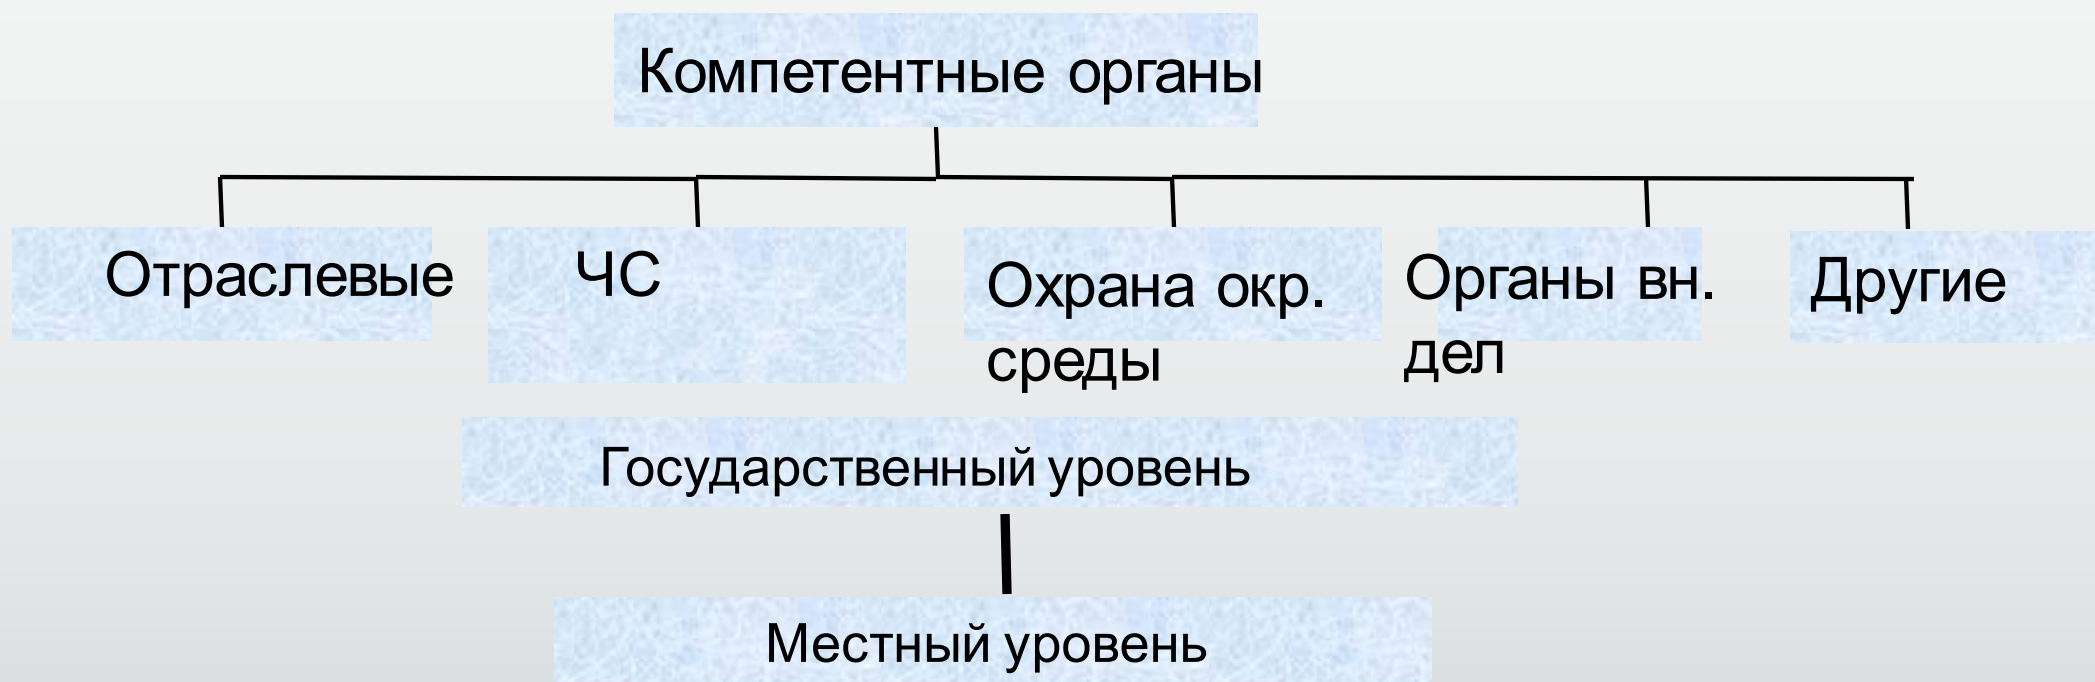 Компетентные органы
Отраслевые
ЧС
Охрана окр.
среды
Органы вн.
дел
Другие
Государственный уровень
Местный уровень